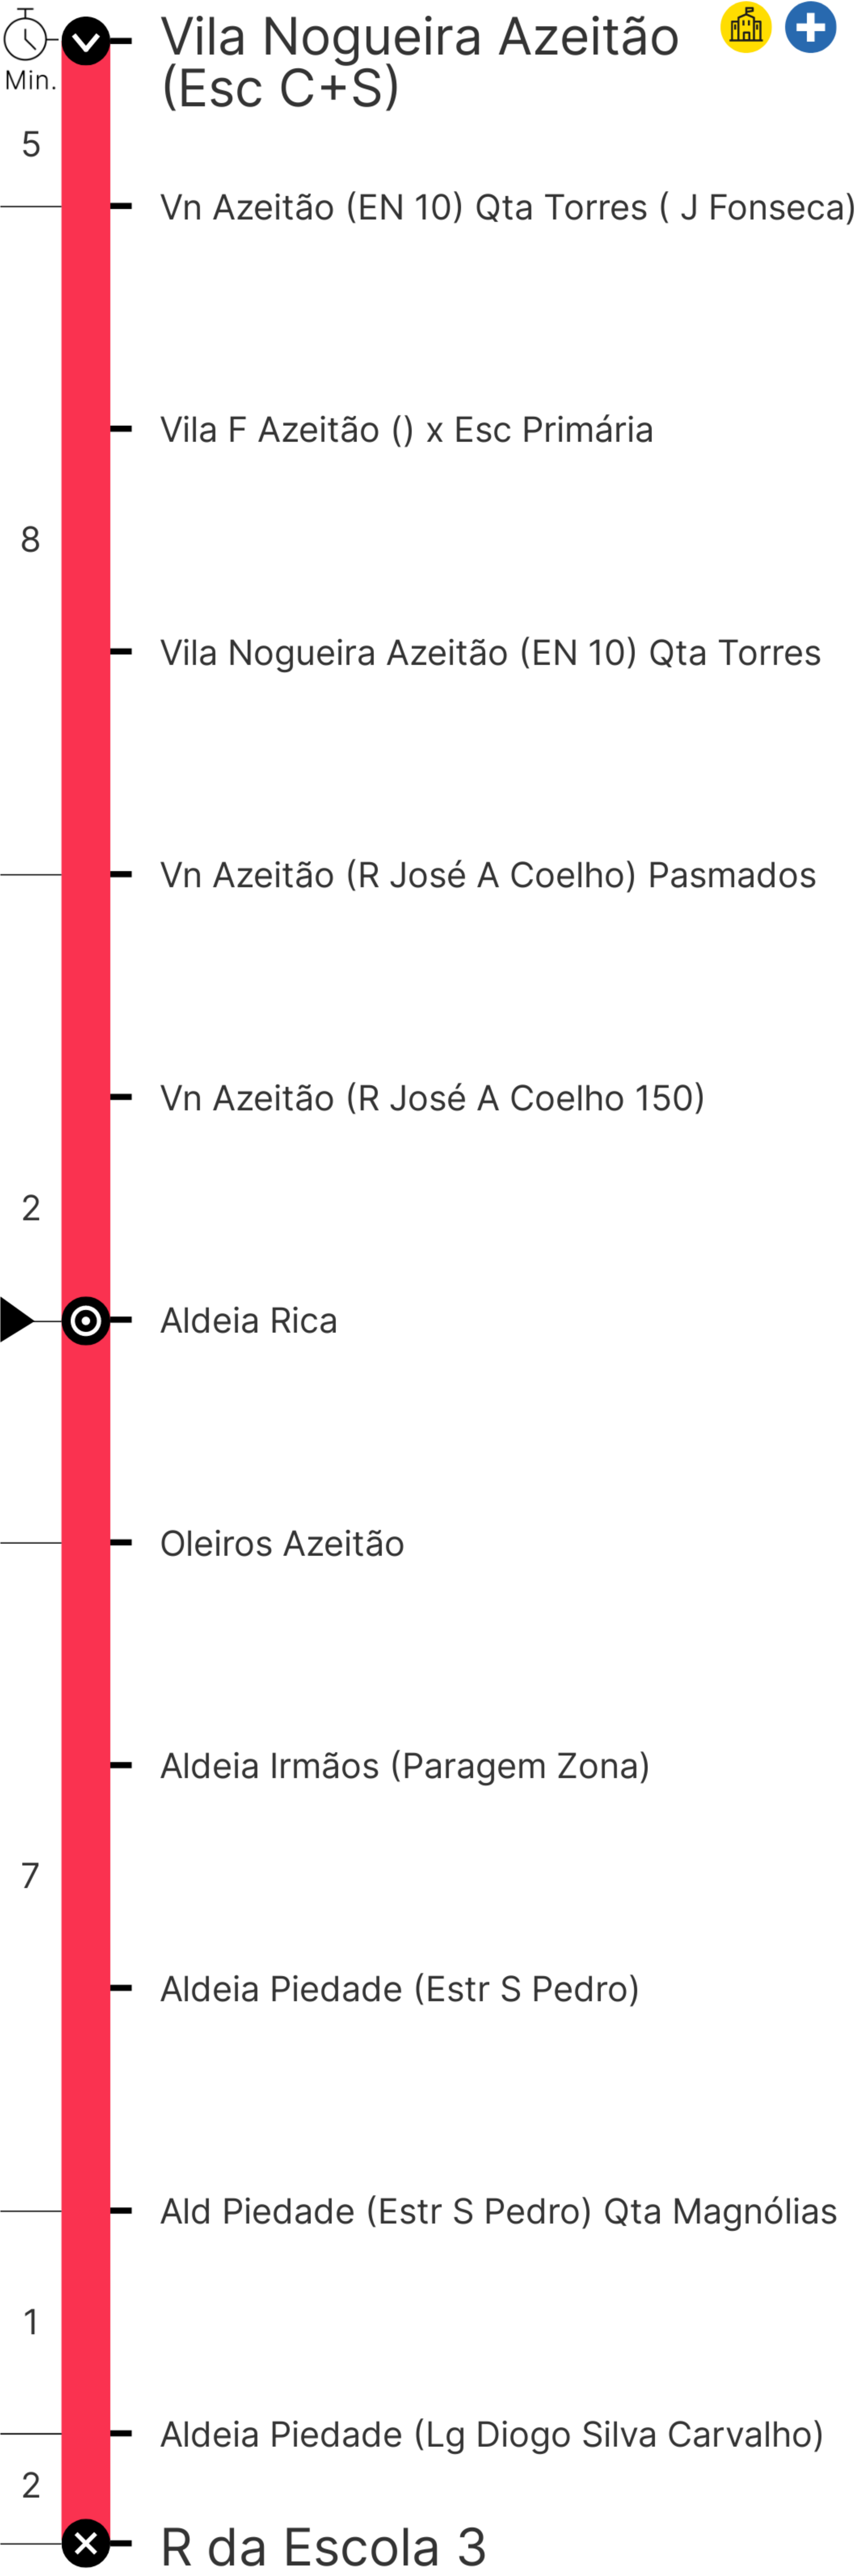 Min.
Vila Nogueira Azeitão
(Esc C+S)
5
Vn Azeitão (EN 10) Qta Torres ( J Fonseca)
Vila F Azeitão () x Esc Primária
8
Vila Nogueira Azeitão (EN 10) Qta Torres
Vn Azeitão (R José A Coelho) Pasmados
Vn Azeitão (R José A Coelho 150)
2
Aldeia Rica
Oleiros Azeitão
Aldeia Irmãos (Paragem Zona)
7
Aldeia Piedade (Estr S Pedro)
Ald Piedade (Estr S Pedro) Qta Magnólias
1
Aldeia Piedade (Lg Diogo Silva Carvalho)
2
R da Escola 3